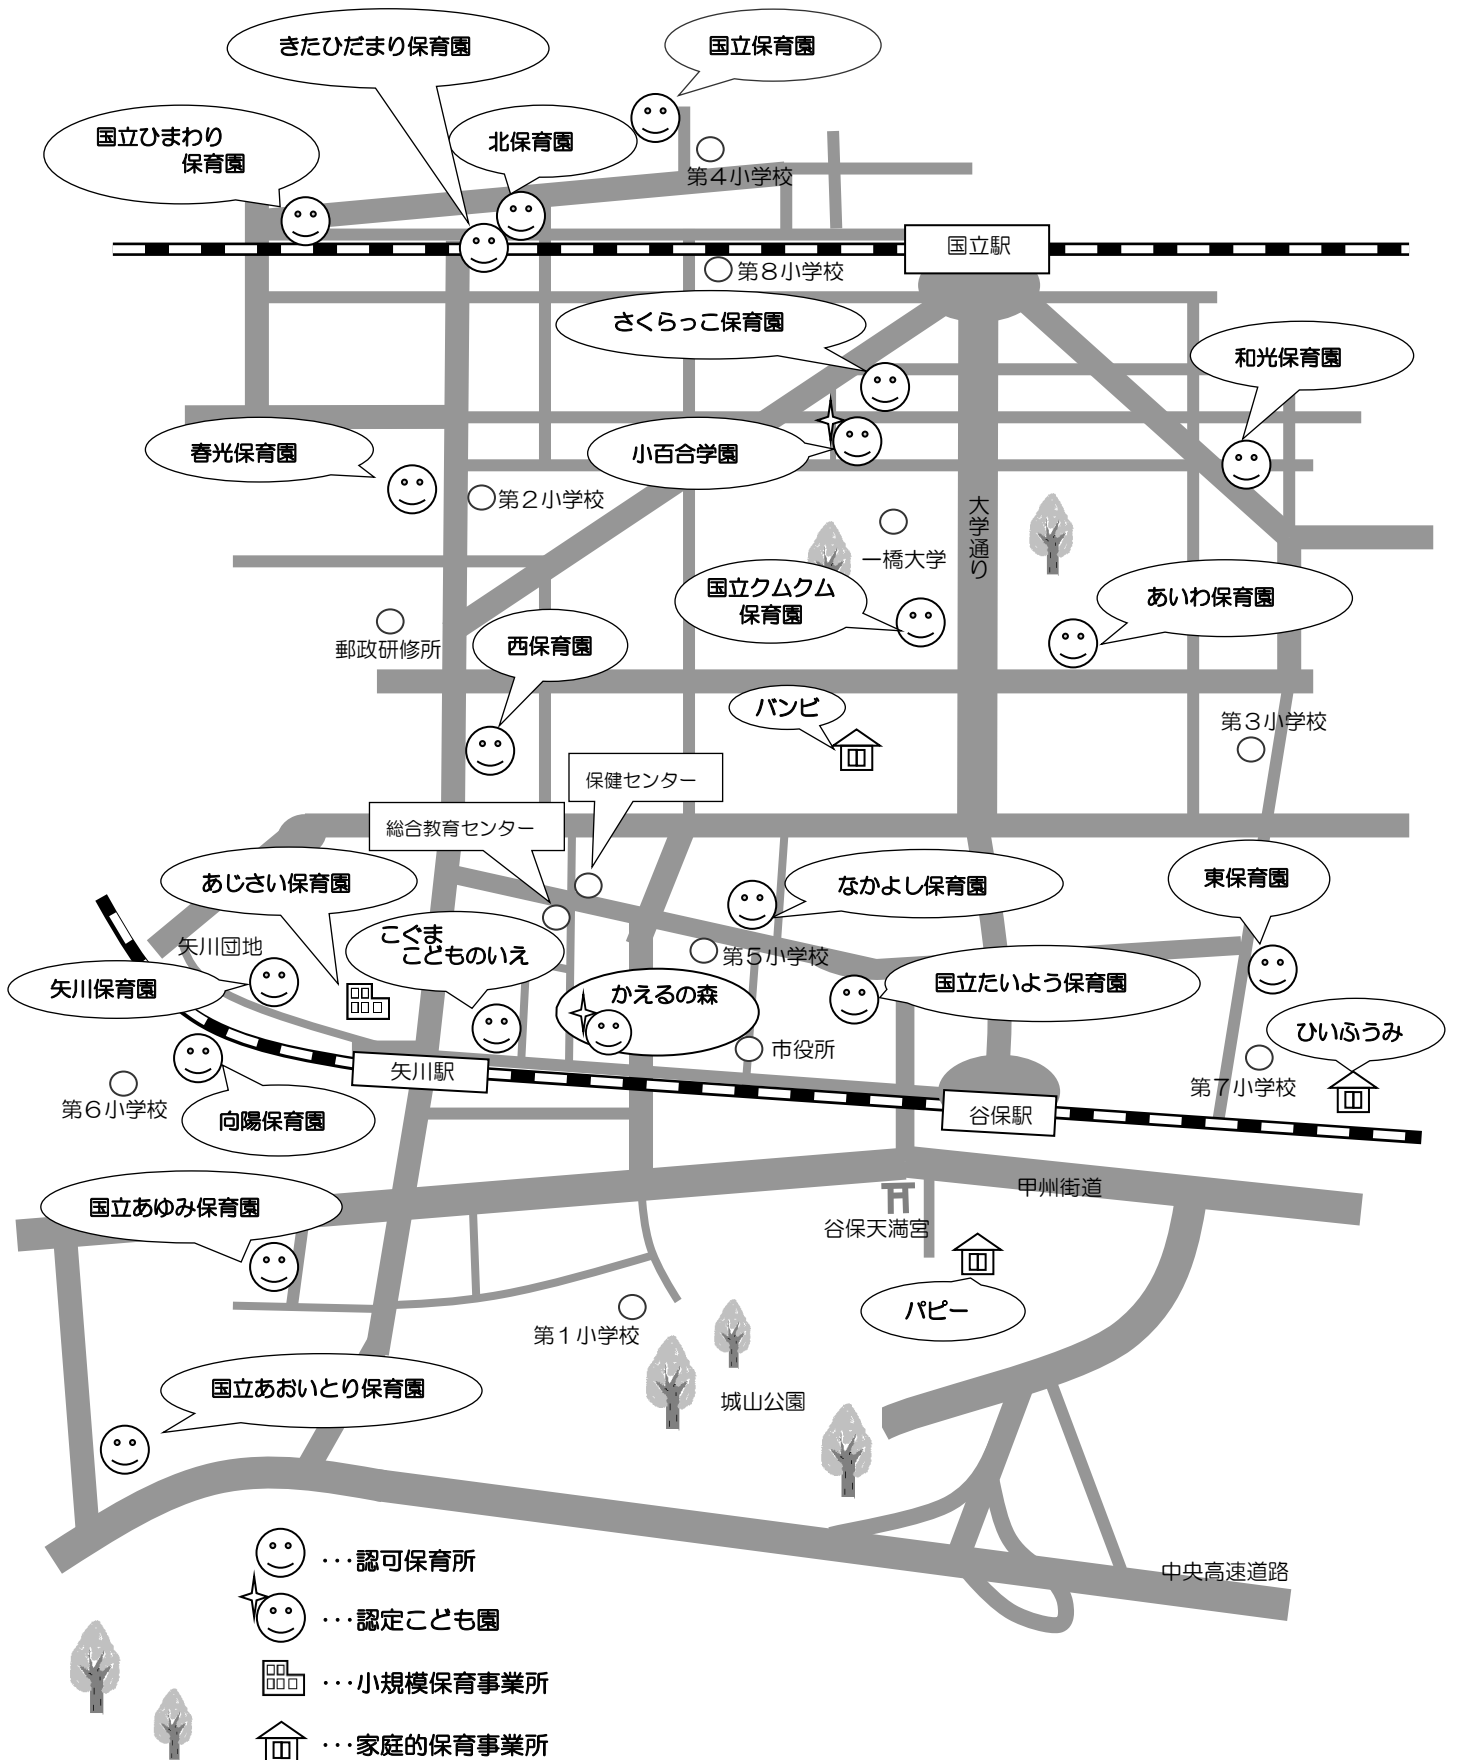 きたひだまり保育園
国立保育園
国立ひまわり
保育園
北保育園
第４小学校
国立駅
第８小学校
さくらっこ保育園
和光保育園
春光保育園
小百合学園
第２小学校
大学通り
一橋大学
国立クムクム
保育園
あいわ保育園
郵政研修所
西保育園
バンビ
第３小学校
保健センター
総合教育センター
あじさい保育園
なかよし保育園
東保育園
こぐま
こどものいえ
矢川団地
第５小学校
矢川保育園
かえるの森
国立たいよう保育園
ひいふうみ
市役所
矢川駅
第７小学校
第６小学校
向陽保育園
谷保駅
甲州街道
国立あゆみ保育園
谷保天満宮
パピー
第１小学校
国立あおいとり保育園
城山公園
･･･認可保育所
中央高速道路
･･･認定こども園
･･･小規模保育事業所
･･･家庭的保育事業所